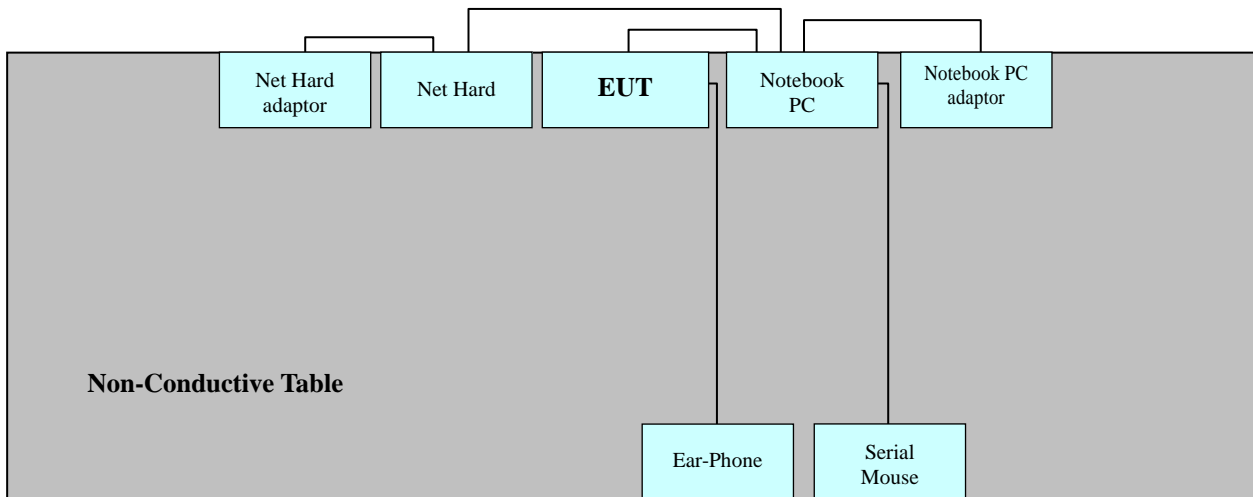 Net Hard
adaptor
Net Hard
EUT
Notebook
PC
Notebook PC
adaptor
Non-Conductive Table
Ear-Phone
Serial
Mouse